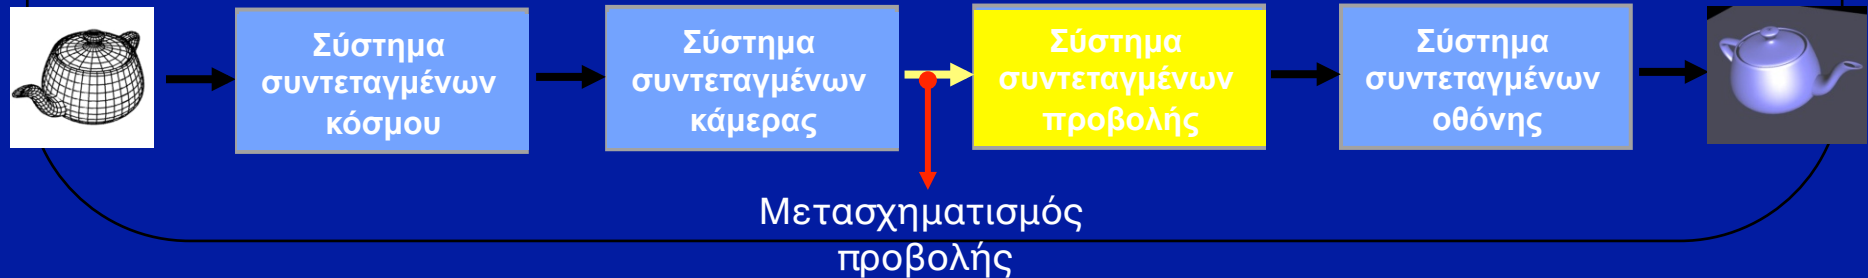 Σύστημα
συντεταγμένων
κόσμου
Σύστημα
συντεταγμένων
κάμερας
Σύστημα
συντεταγμένων
προβολής
Σύστημα
συντεταγμένων
οθόνης
Μετασχηματισμός
προβολής